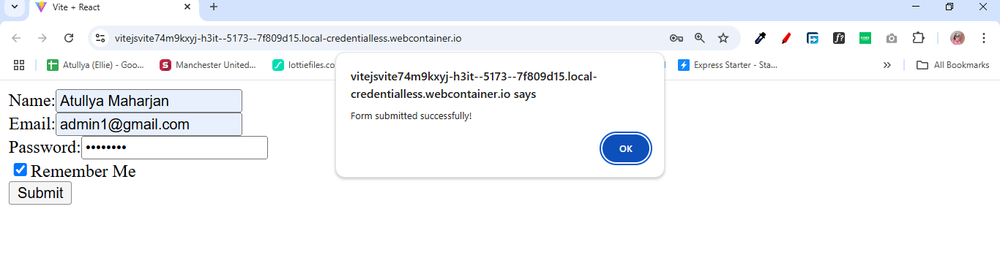 Vite + React
vitejsvite74m9kxyj-h3it--5173--7f809d15.local-credentialless.webcontainer.io
Atullya (Ellie) - Goo...
Manchester United...
lottiefiles.co
Express Starter - Sta...
All Bookmarks
vitejsvite74m9kxyj-h3it--5173--7f809d15.local-
credentialless.webcontainer.io says
Form submitted successfully!
OK
Name: Atullya Maharjan
Email: admin1@gmail.com
Password: ••••••••
Remember Me
Submit